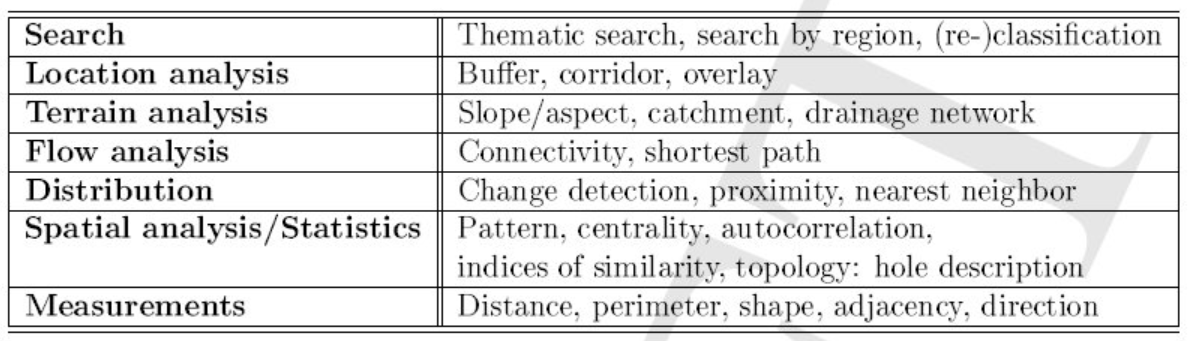 Search Thematic search, search by region, (re-)classification
Location analysis Buffer, corridor, overlay
Terrain analysis Slope/aspect, catchment, drainage network
Flow analysis Connectivity, shortest path
Distribution Change detection, proximity, nearest neighbor
Spatial analysis/Statistics Pattern, centrality, autocorrelation,
indices of similarity, topology: hole description
Measurements Distance, perimeter, shape, adjacency, direction